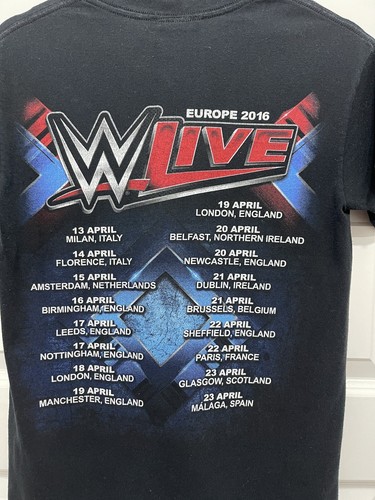 EUROPE 2016
W LIVE
13 APRIL
MILAN, ITALY
14 APRIL
FLORENCE, ITALY
15 APRIL
AMSTERDAM, NETHERLANDS
16 APRIL
BIRMINGHAM, ENGLAND
17 APRIL
LEEDS, ENGLAND
17 APRIL
NOTTINGHAM, ENGLAND
18 APRIL
LONDON, ENGLAND
19 APRIL
MANCHESTER, ENGLAND
19 APRIL
LONDON, ENGLAND
20 APRIL
BELFAST, NORTHERN IRELAND
20 APRIL
NEWCASTLE, ENGLAND
21 APRIL
DUBLIN, IRELAND
21 APRIL
BRUSSELS, BELGIUM
22 APRIL
SHEFFIELD, ENGLAND
22 APRIL
PARIS, FRANCE
23 APRIL
GLASGOW, SCOTLAND
23 APRIL
MALAGA, SPAIN